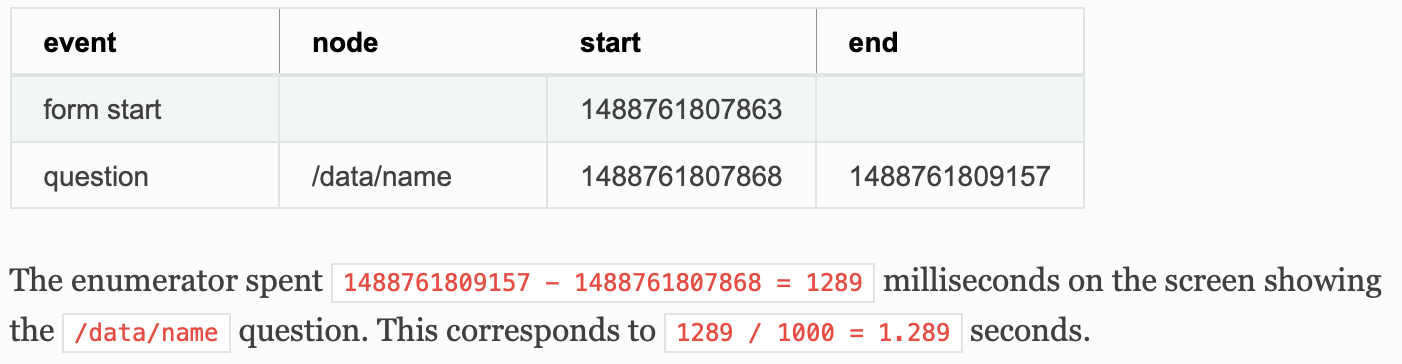 event node start end
form start 1488761807863
question /data/name 1488761807868 1488761809157
The enumerator spent 1488761809157 - 1488761807868 = 1289 milliseconds on the screen showing
the /data/name question. This corresponds to 1289 / 1000 = 1.289 seconds.